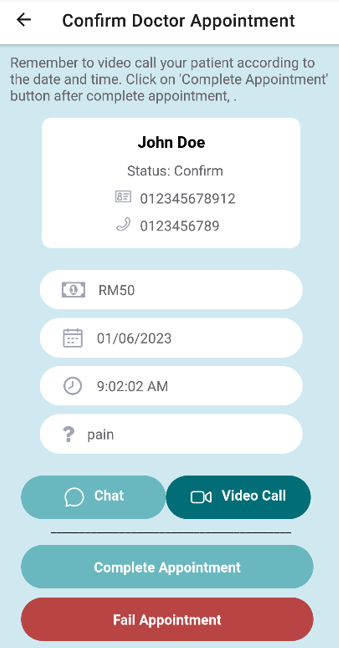 Confirm Doctor Appointment
Remember to video call your patient according to
the date and time. Click on 'Complete Appointment'
button after complete appointment, .
John Doe
Status: Confirm
012345678912
0123456789
RM50
01/06/2023
9:02:02 AM
? pain
Chat
Video Call
Complete Appointment
Fail Appointment